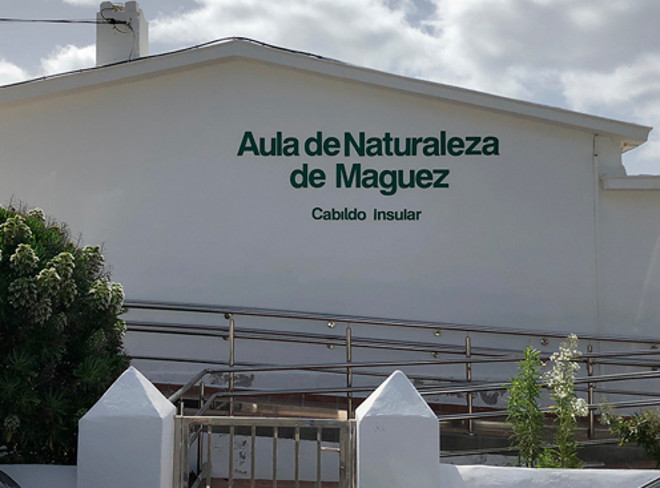 Aula de Naturaleza
de Maguez
Cabildo Insular